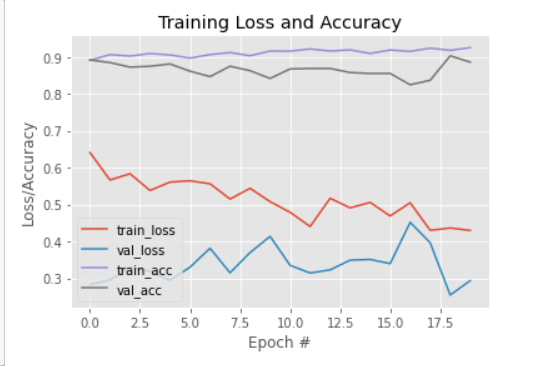 Training Loss and Accuracy
0.9
0.8
0.7
0.6
0.5
0.4
0.3
Loss/Accuracy
train_loss
val_loss
train_acc
val_acc
0.0 2.5 5.0 7.5 10.0 12.5 15.0 17.5
Epoch #